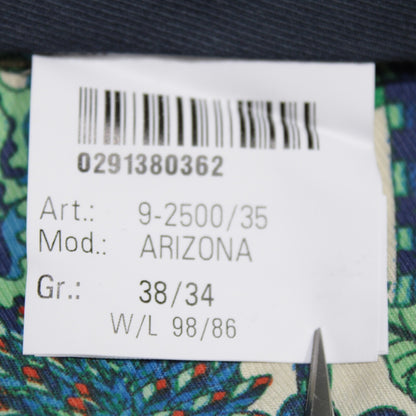 0291380362
Art.: 9-2500/35
Mod.: ARIZONA
Gr.: 38/34
W/L 98/86